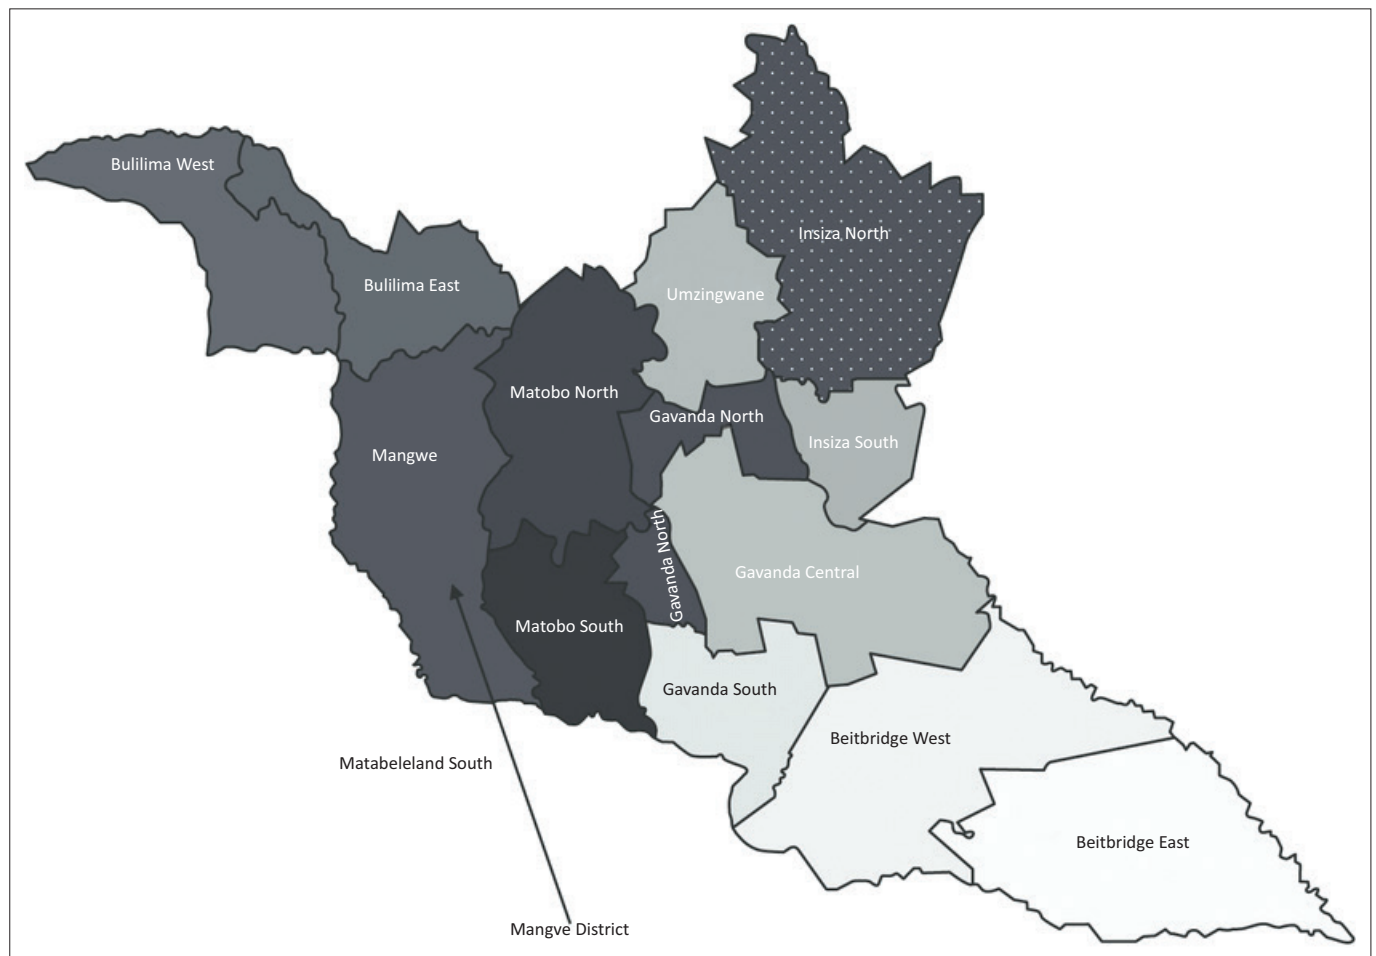 Bulilima West
Insiza North
Bulilima East
Umzingwane
Matobo North
Gavanda North
Insiza South
Mangwe
Gavanda North
Gavanda Central
Matobo South
Gavanda South
Beitbridge West
Matabeleland South
Beitbridge East
Mangve District